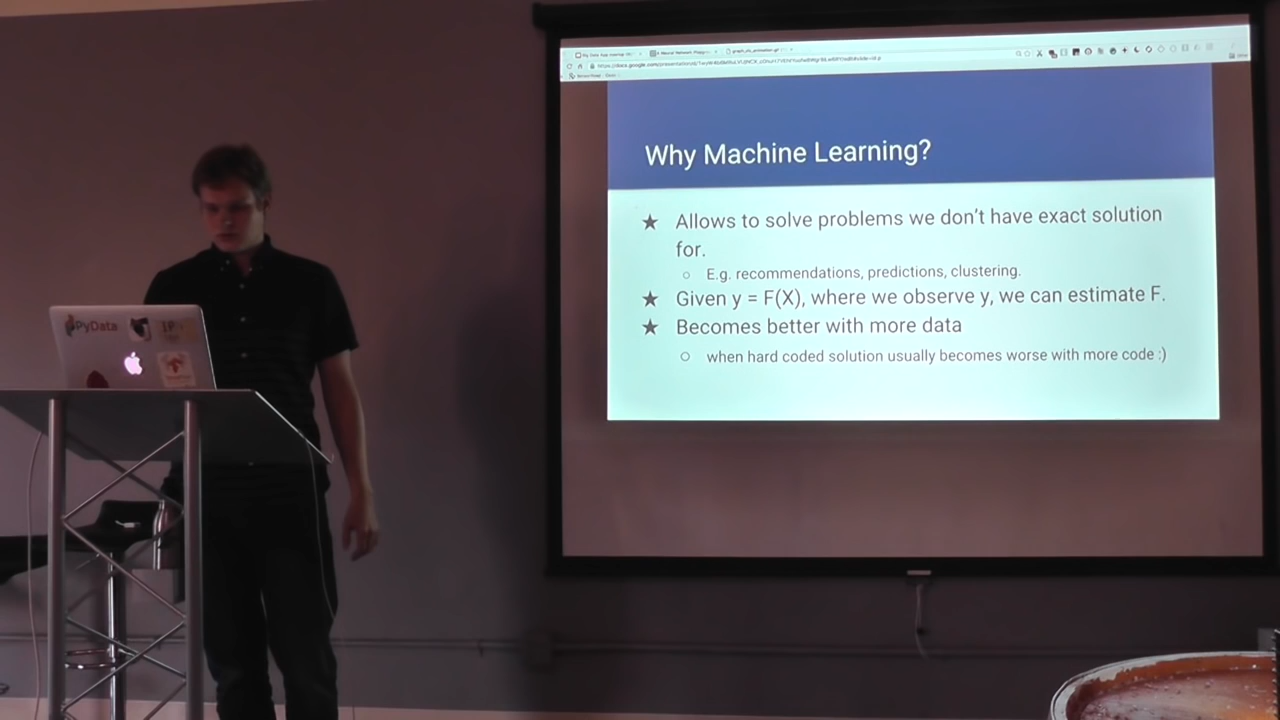 Why Machine Learning?
★ Allows to solve problems we don't have exact solution
for.
○ E.g. recommendations, predictions, clustering.
★ Given y = F(X), where we observe y, we can estimate F.
★ Becomes better with more data
○ when hard coded solution usually becomes worse with more code :)
PyData